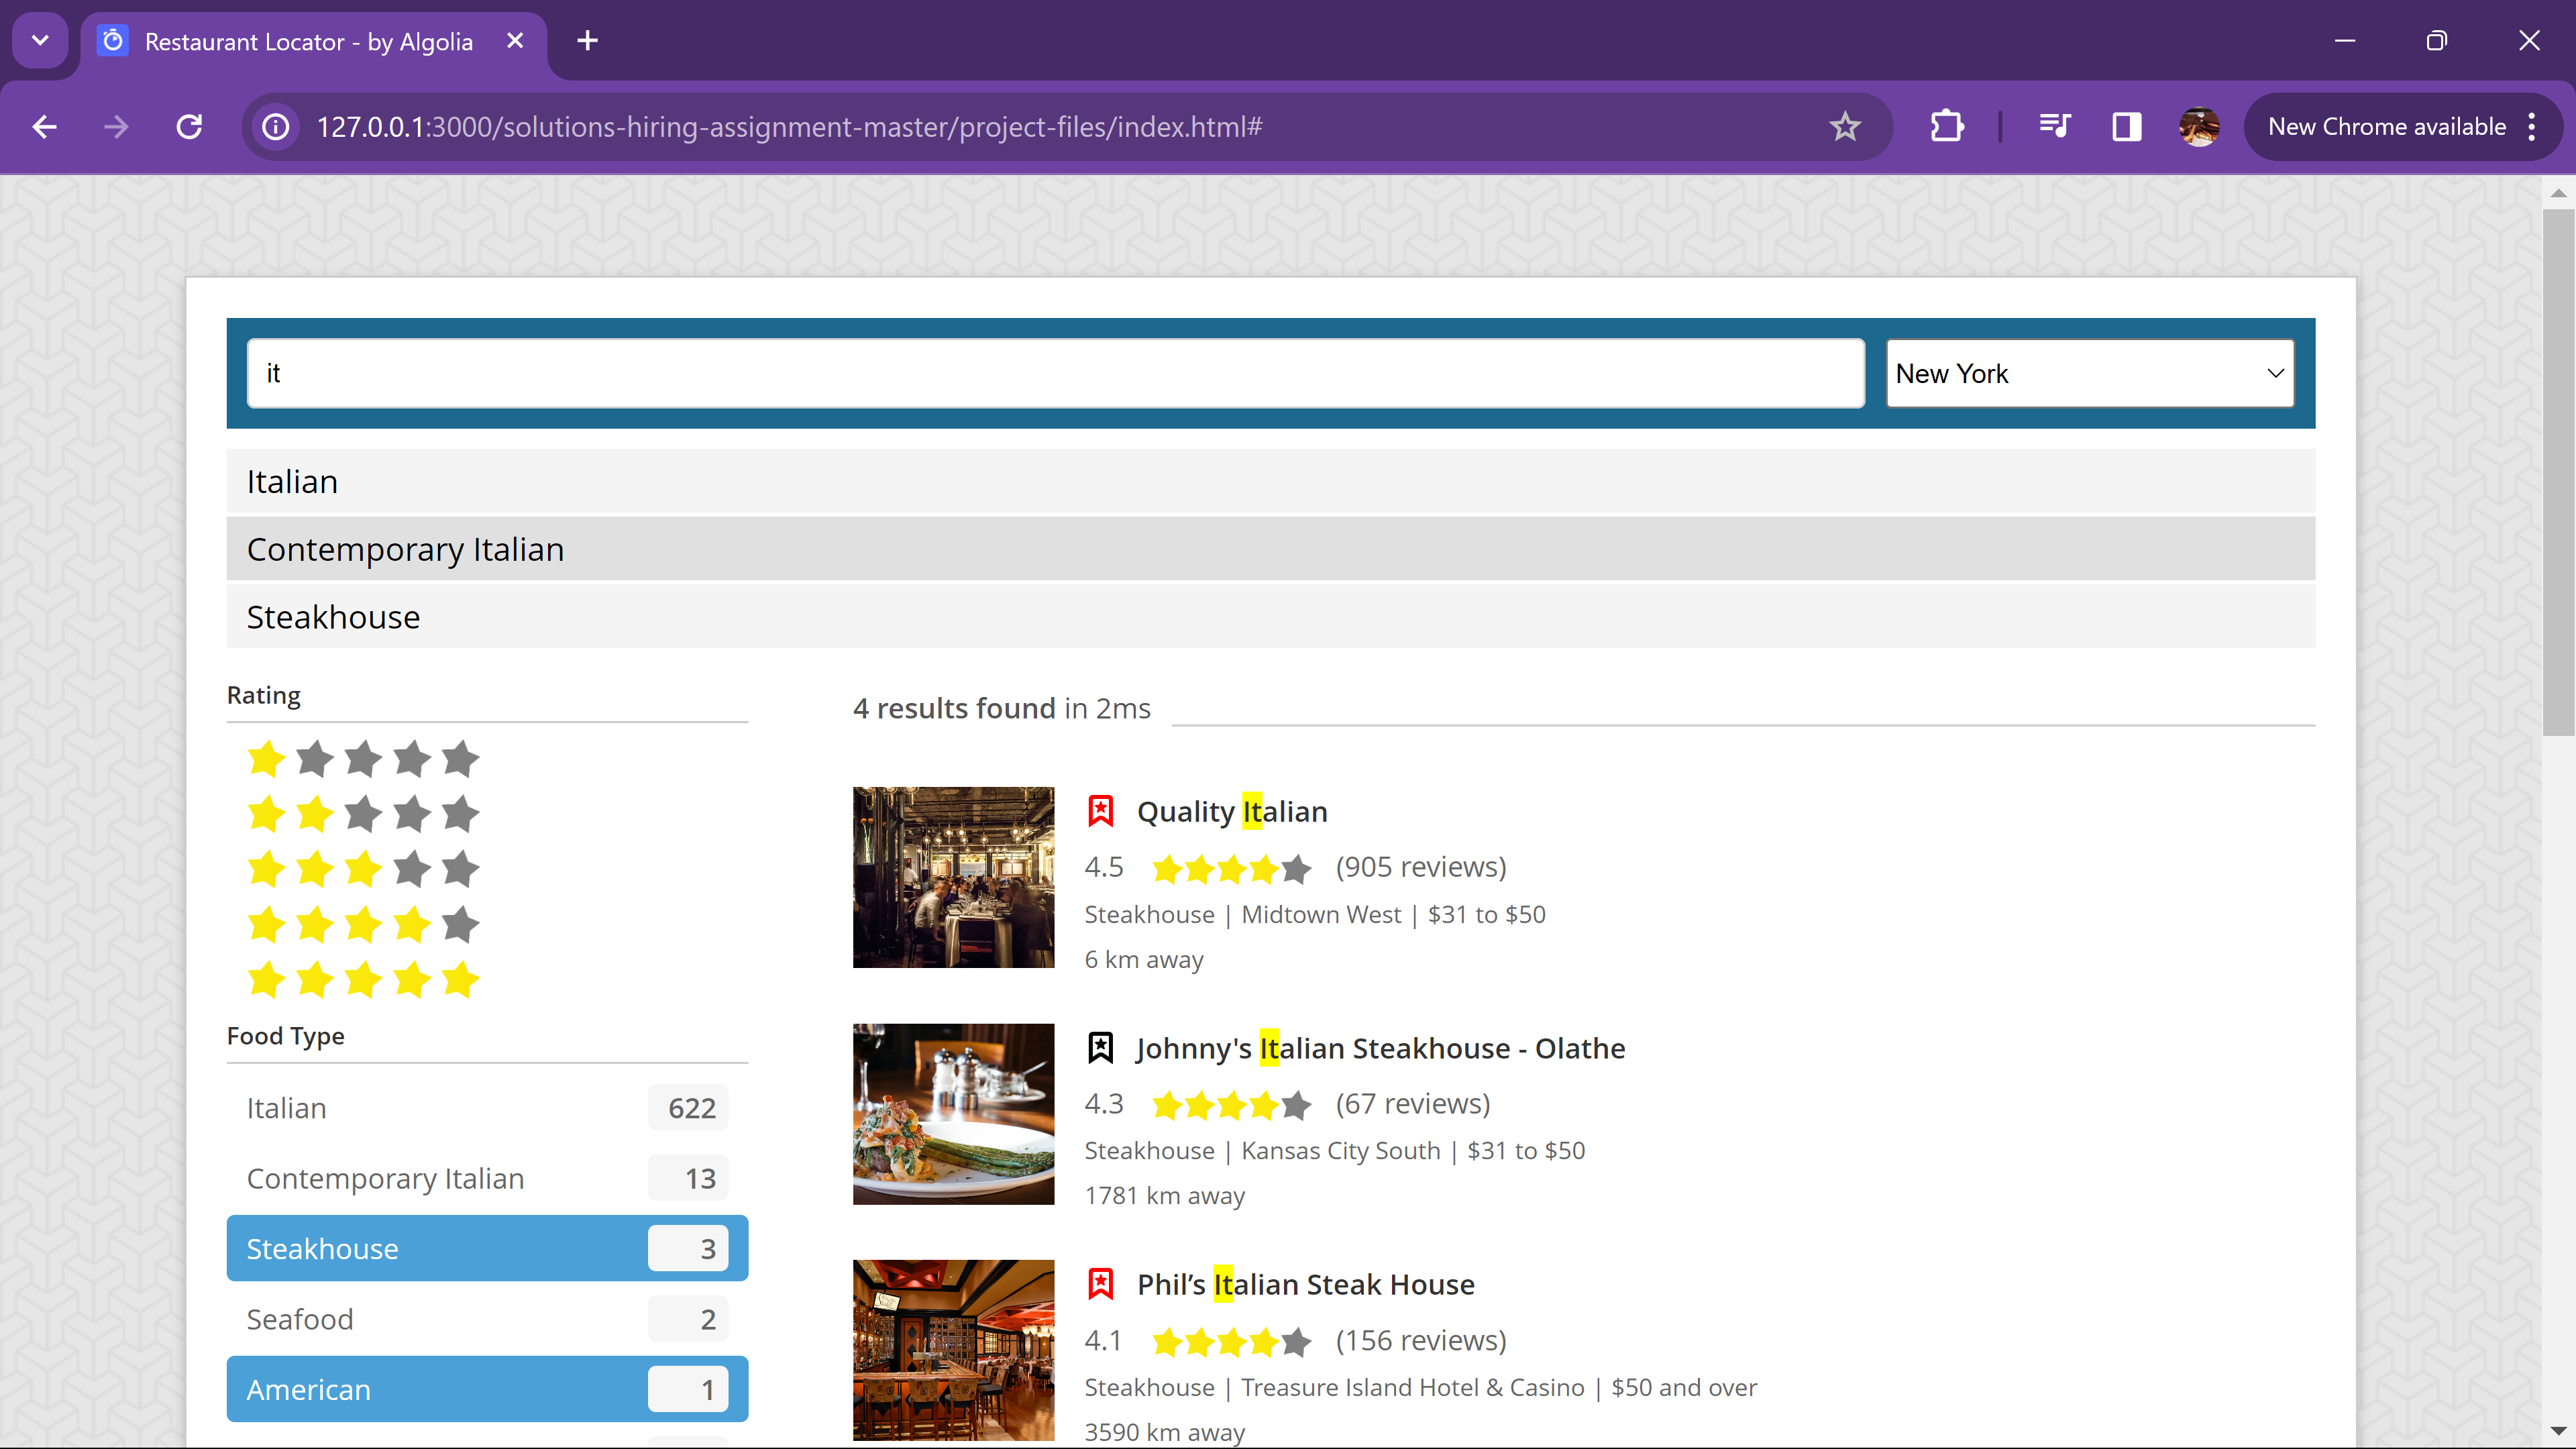 Restaurant Locator - by Algolia
127.0.0.1:3000/solutions-hiring-assignment-master/project-files/index.html#
New Chrome available
it
New York
Italian
Contemporary Italian
Steakhouse
Rating
Food Type
Italian 622
Contemporary Italian 13
Steakhouse 3
Seafood 2
American 1
4 results found in 2ms
Quality Italian
4.5 (905 reviews)
Steakhouse | Midtown West | $31 to $50
6 km away
Johnny's Italian Steakhouse - Olathe
4.3 (67 reviews)
Steakhouse | Kansas City South | $31 to $50
1781 km away
Phil’s Italian Steak House
4.1 (156 reviews)
Steakhouse | Treasure Island Hotel & Casino | $50 and over
3590 km away